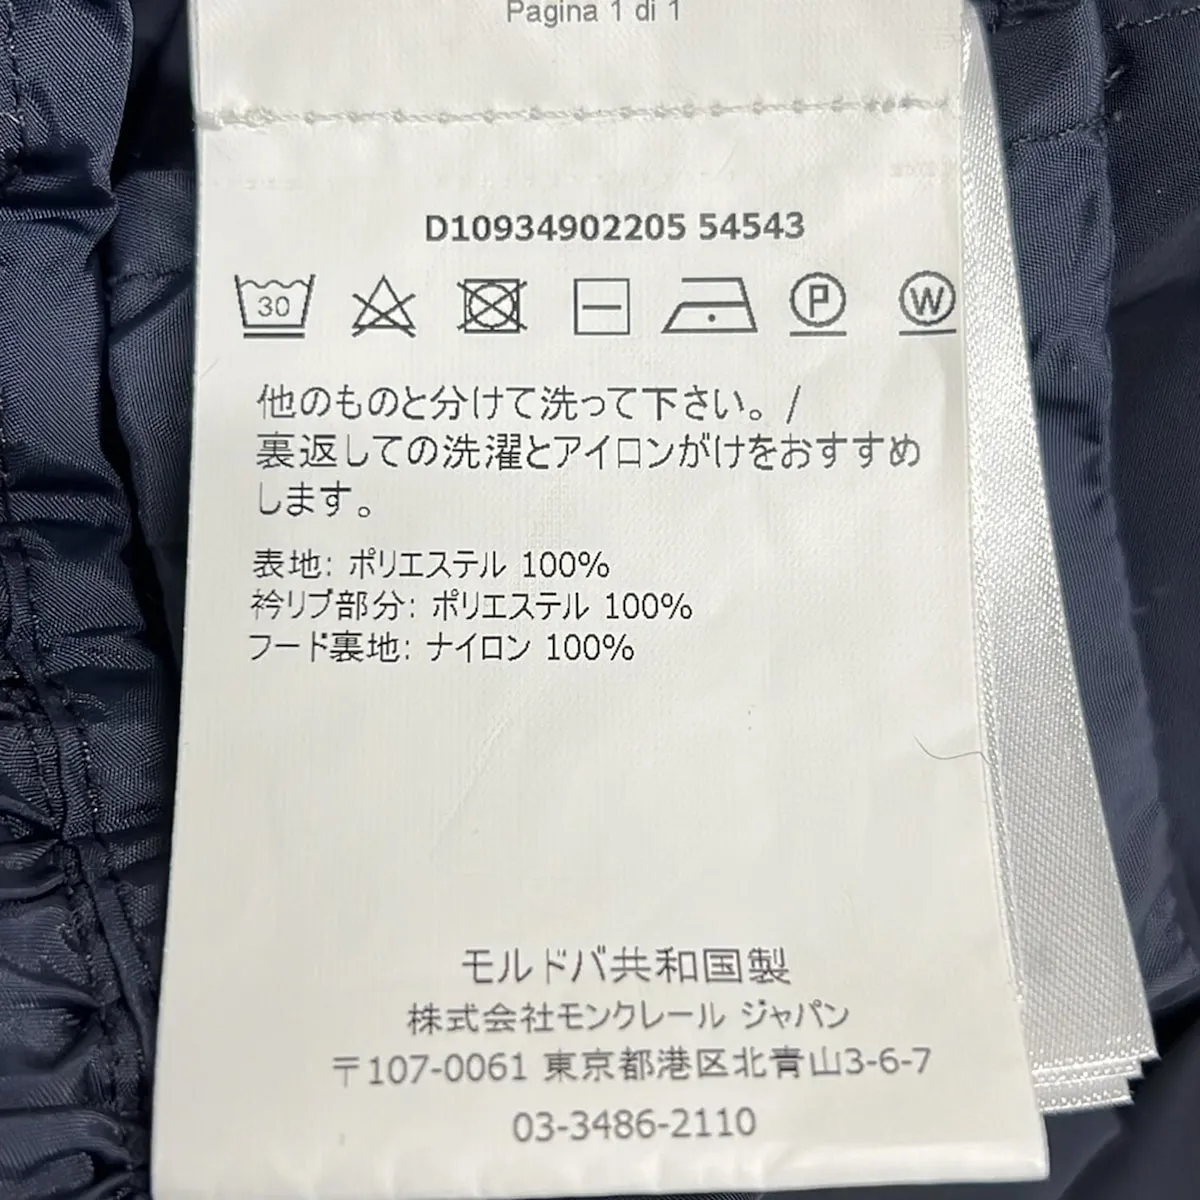 Pagina 1 di 1
D10934902205 54543
30
P
W
他のものと分けて洗って下さい。/
裏返しての洗濯とアイロンがけをおすすめ
します。
表地: ポリエステル 100%
衿リブ部分: ポリエステル 100%
フード裏地: ナイロン 100%
モルドバ共和国製
株式会社モンクレール ジャパン
〒107-0061 東京都港区北青山3-6-7
03-3486-2110